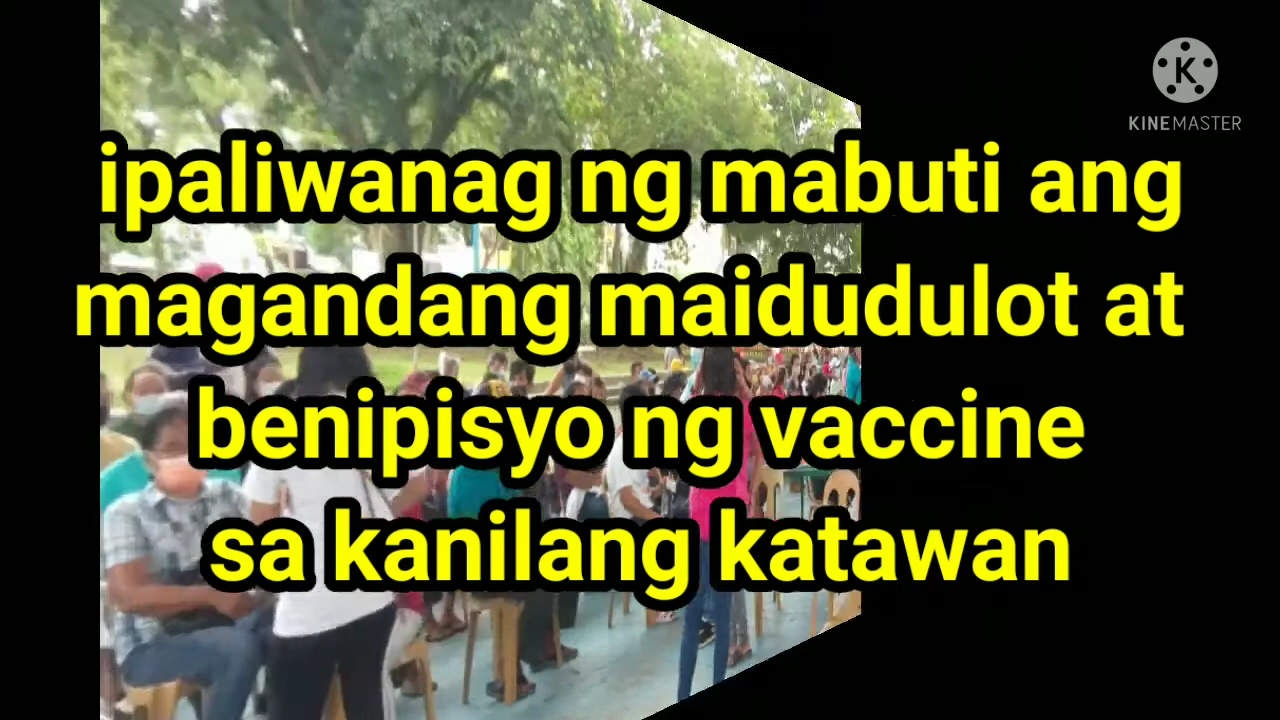 KINEMASTER
ipaliwanag ng mabuti ang
magandang maidudulot at
benipisyo ng vaccine
sa kanilang katawan